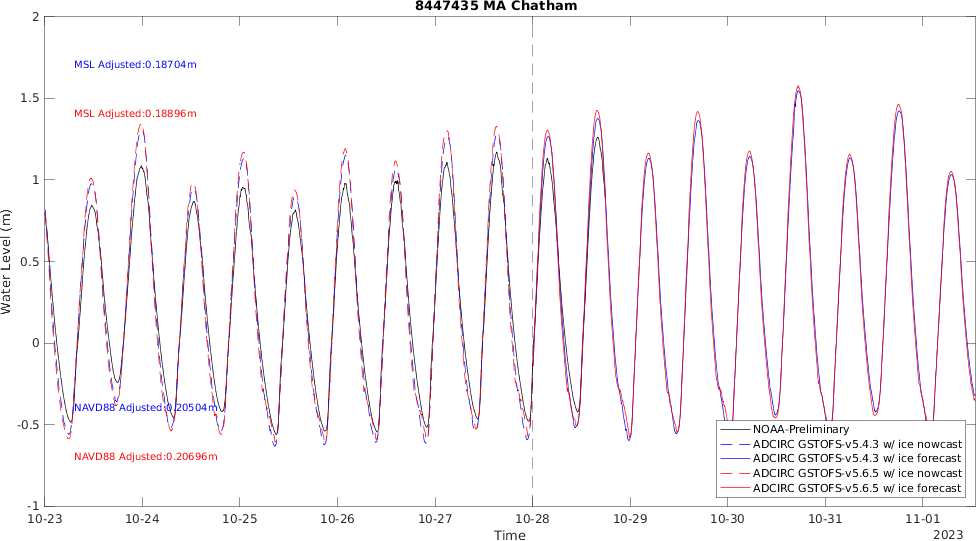 8447435 MA Chatham
2
1.5
1
0.5
0
-0.5
-1
Water Level (m)
MSL Adjusted:0.18704m
MSL Adjusted:0.18896m
NAVD88 Adjusted:0.20504m
NAVD88 Adjusted:0.20696m
NOAA-Preliminary
ADCIRC GSTOFS-v5.4.3 w/ ice nowcast
ADCIRC GSTOFS-v5.4.3 w/ ice forecast
ADCIRC GSTOFS-v5.6.5 w/ ice nowcast
ADCIRC GSTOFS-v5.6.5 w/ ice forecast
10-23 10-24 10-25 10-26 10-27 10-28 10-29 10-30 10-31 11-01
Time
2023